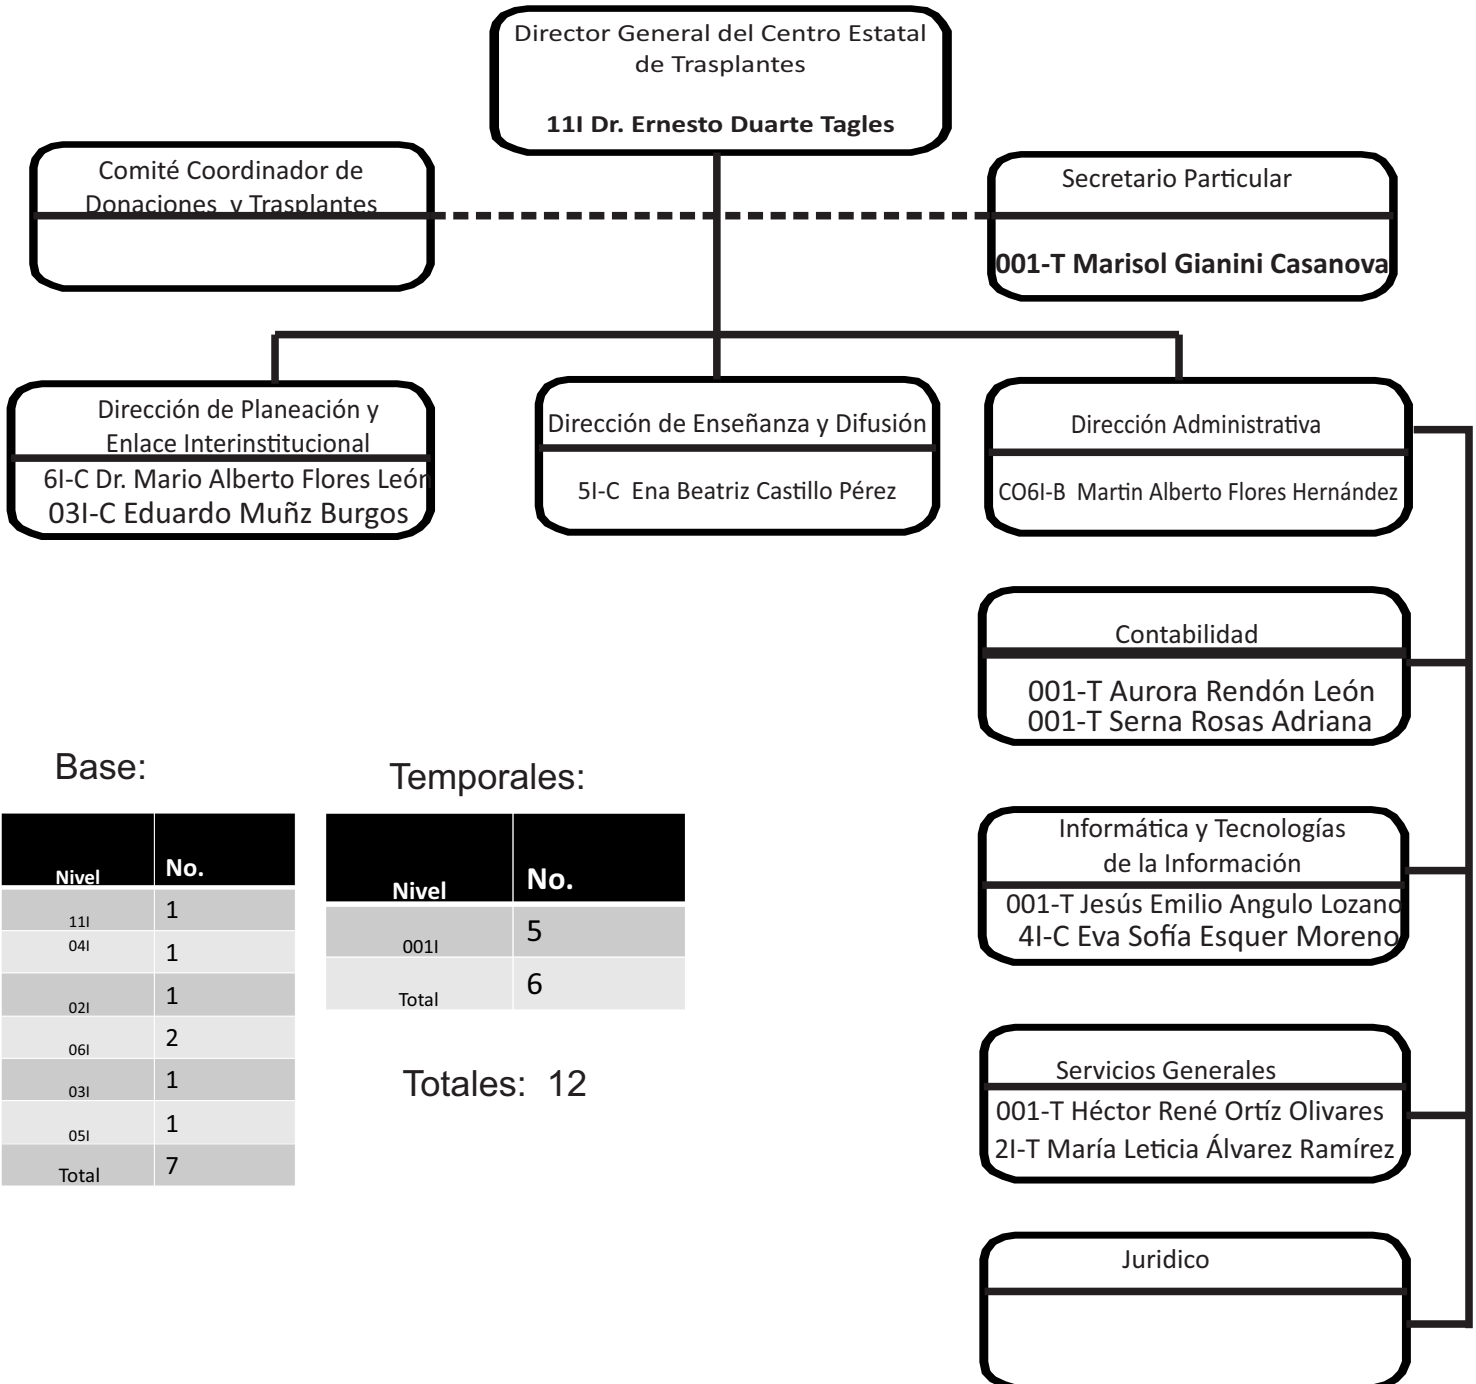 Director General del Centro Estatal
de Trasplantes
11I Dr. Ernesto Duarte Tagles
Comité Coordinador de
Donaciones y Trasplantes
Secretario Particular
001-T Marisol Gianini Casanova
Dirección de Planeación y
Enlace Interinstitucional
6I-C Dr. Mario Alberto Flores León
03I-C Eduardo Muñz Burgos
Dirección de Enseñanza y Difusión
5I-C Ena Beatriz Castillo Pérez
Dirección Administrativa
CO6I-B Martin Alberto Flores Hernández
Contabilidad
001-T Aurora Rendón León
001-T Serna Rosas Adriana
Informática y Tecnologías
de la Información
001-T Jesús Emilio Angulo Lozano
4I-C Eva Sofía Esquer Moreno
Servicios Generales
001-T Héctor René Ortíz Olivares
2I-T María Leticia Álvarez Ramírez
Juridico
Base:
Nivel No.
11I 1
04I 1
02I 1
06I 2
03I 1
05I 1
Total 7
Temporales:
Nivel No.
001I 5
Total 6
Totales: 12